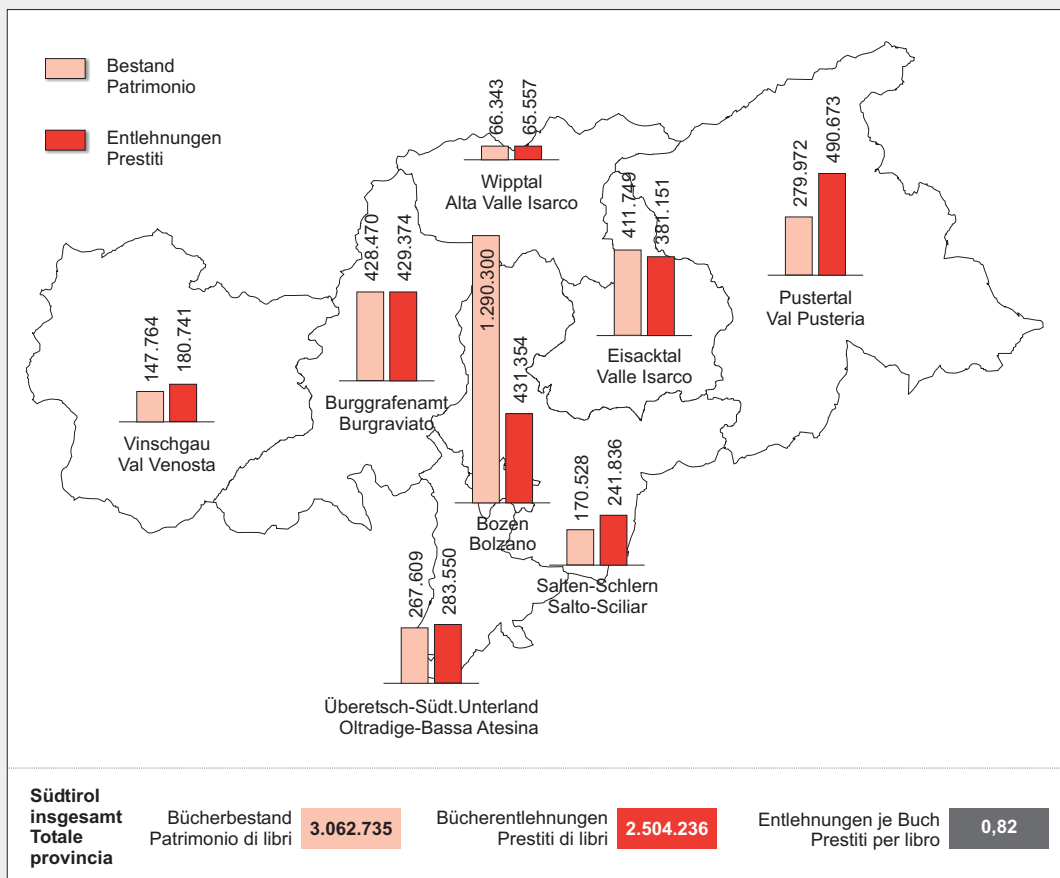 Bestand
Patrimonio
Entlehnungen
Prestiti
66.343
65.557
Wipptal
Alta Valle Isarco
279.972
490.673
Pustertal
Val Pusteria
411.749
381.151
Eisacktal
Valle Isarco
428.470
429.374
Burggrafenamt
Burgraviato
1.290.300
431.354
Bozen
Bolzano
147.764
180.741
Vinschgau
Val Venosta
170.528
241.836
Salten-Schlern
Salto-Sciliar
267.609
283.550
Überetsch-Südt.Unterland
Oltradige-Bassa Atesina
Südtirol
insgesamt
Totale
provincia
Bücherbestand
Patrimonio di libri
3.062.735
Bücherentlehnungen
Prestiti di libri
2.504.236
Entlehnungen je Buch
Prestiti per libro
0,82